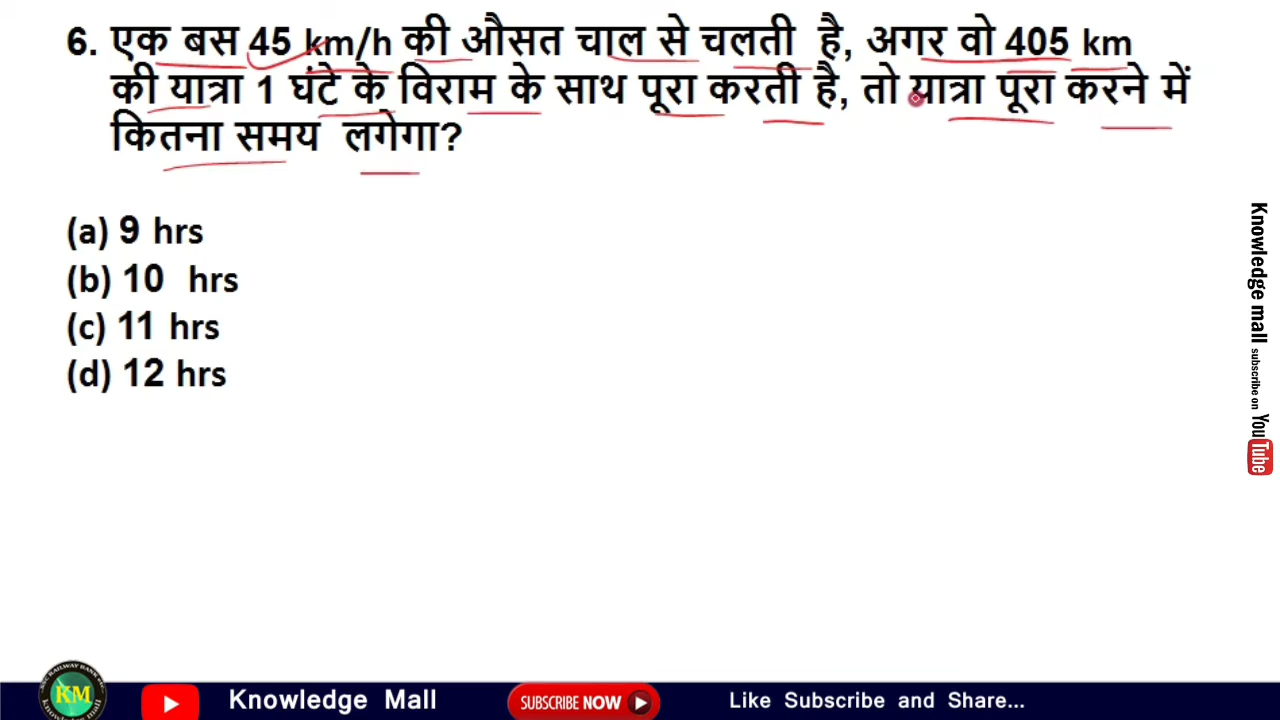 6. एक बस 45 km/h की औसत चाल से चलती है, अगर वो 405 km
की यात्रा 1 घंटे के विराम के साथ पूरा करती है, तो यात्रा पूरा करने में
कितना समय लगेगा?
(a) 9 hrs
(b) 10 hrs
(c) 11 hrs
(d) 12 hrs
Knowledge mall subscribe on YouTube
KM
Knowledge Mall
SUBSCRIBE NOW
Like Subscribe and Share...